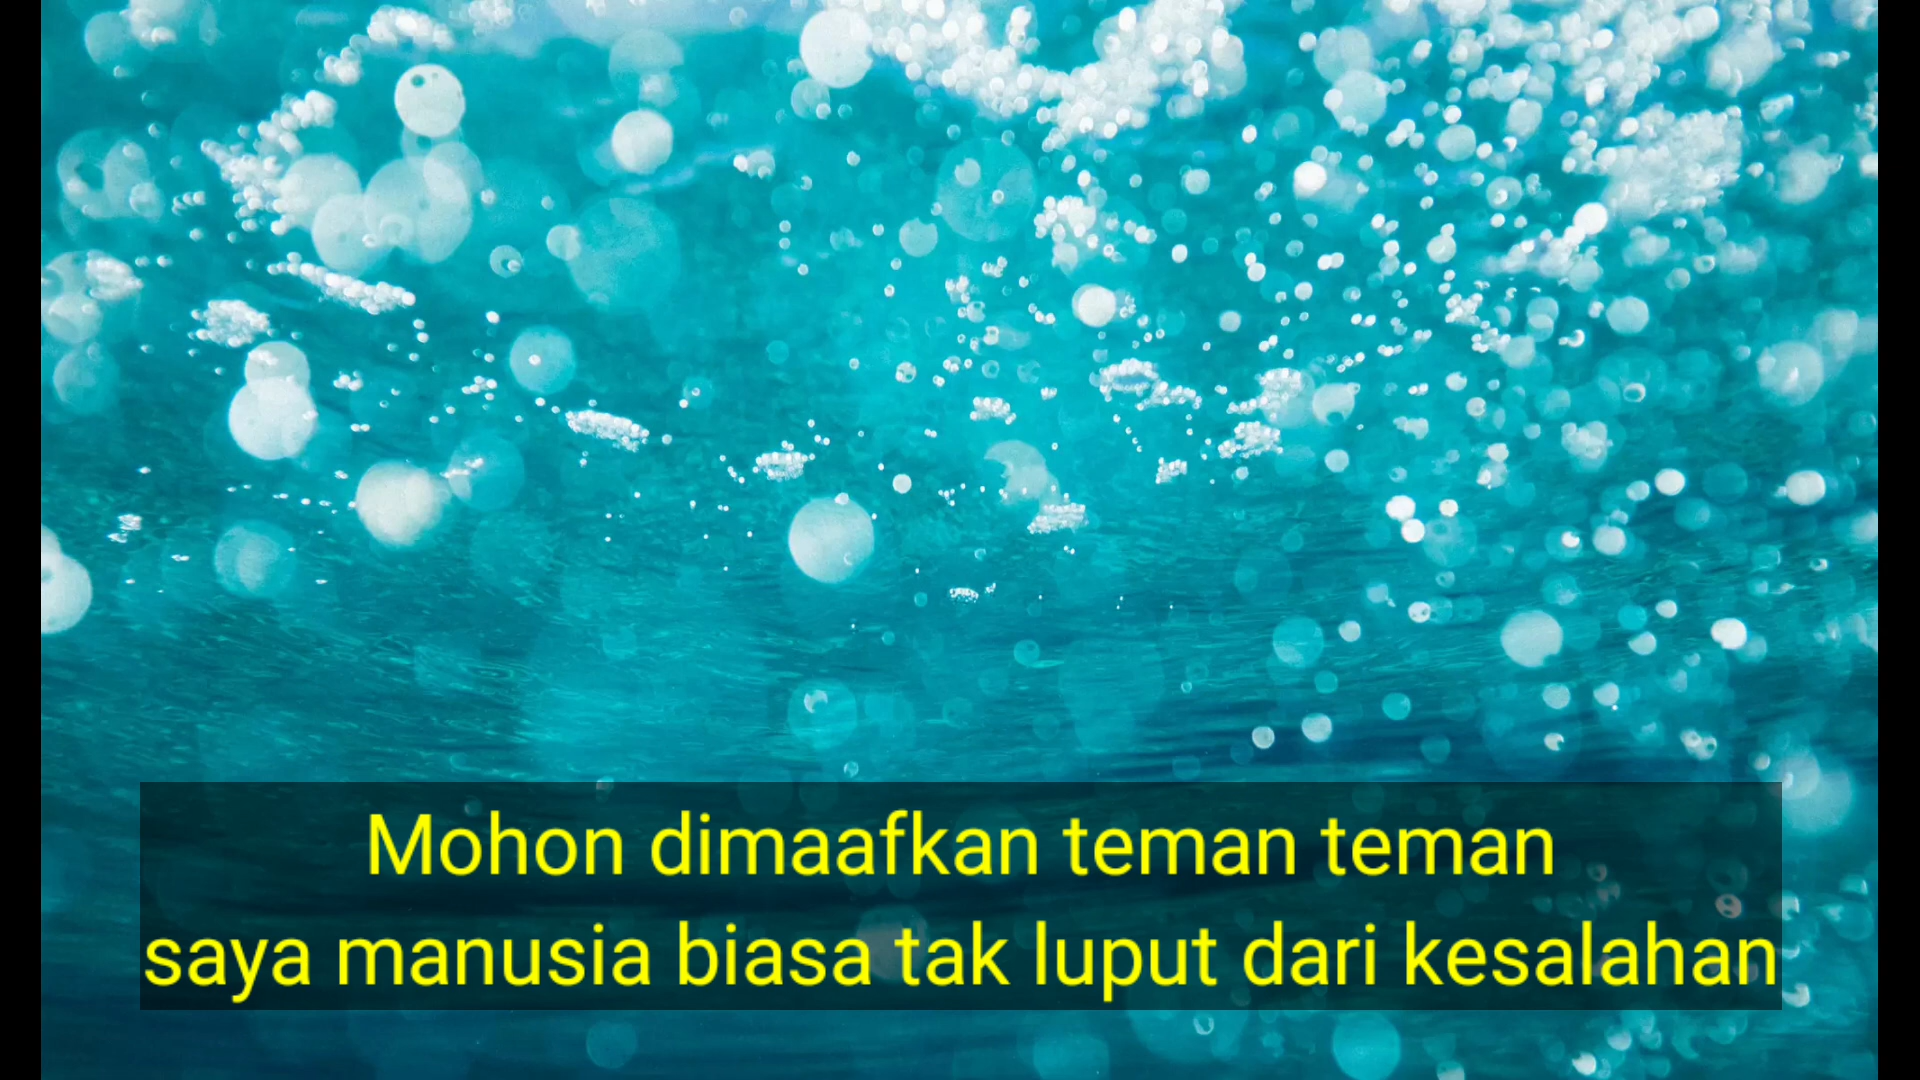 Mohon dimaafkan teman teman
saya manusia biasa tak luput dari kesalahan